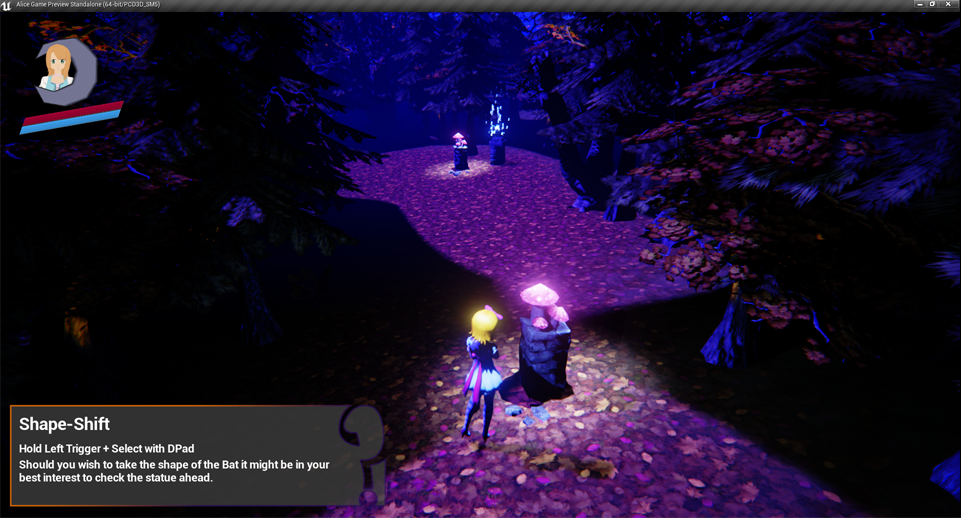 Alice Game Preview Standalone (64-bit/PCD3D_SM5)
Shape-Shift
Hold Left Trigger + Select with DPad
Should you wish to take the shape of the Bat it might be in your
best interest to check the statue ahead.